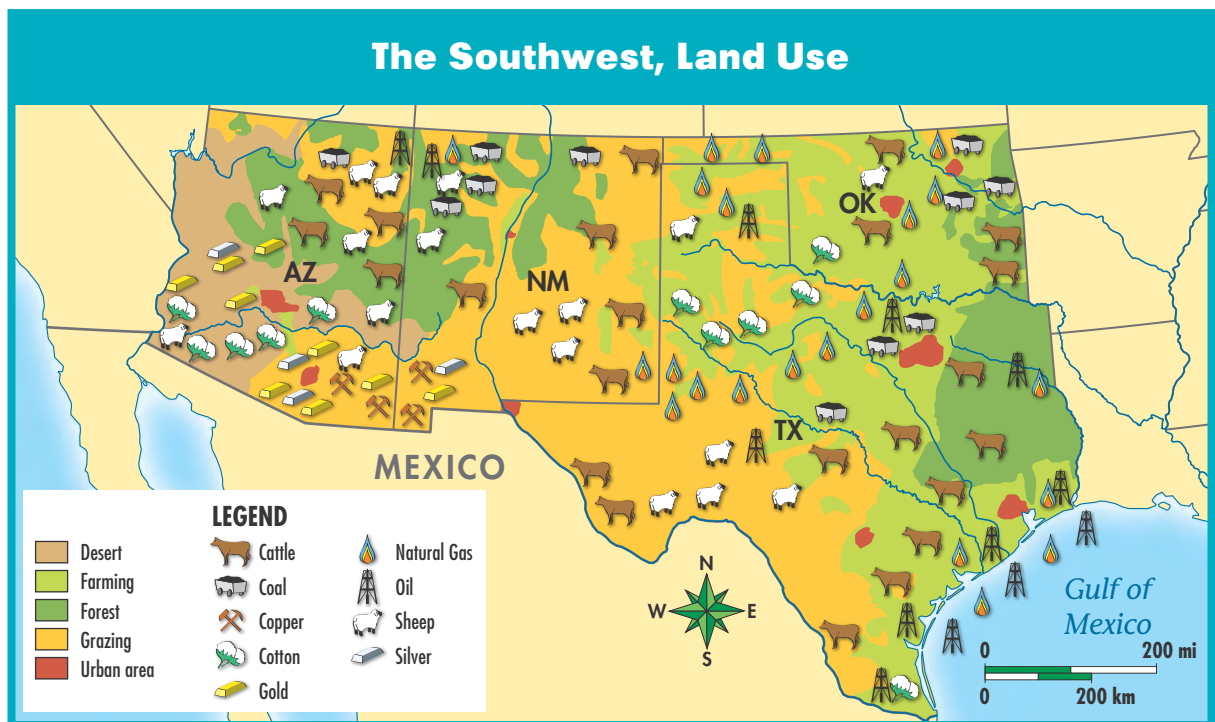 The Southwest, Land Use
OK
AZ
NM
TX
MEXICO
LEGEND
Desert
Farming
Forest
Grazing
Urban area
Cattle
Coal
Copper
Cotton
Gold
Natural Gas
Oil
Sheep
Silver
N
W
E
S
Gulf of
Mexico
0
200 mi
0
200 km